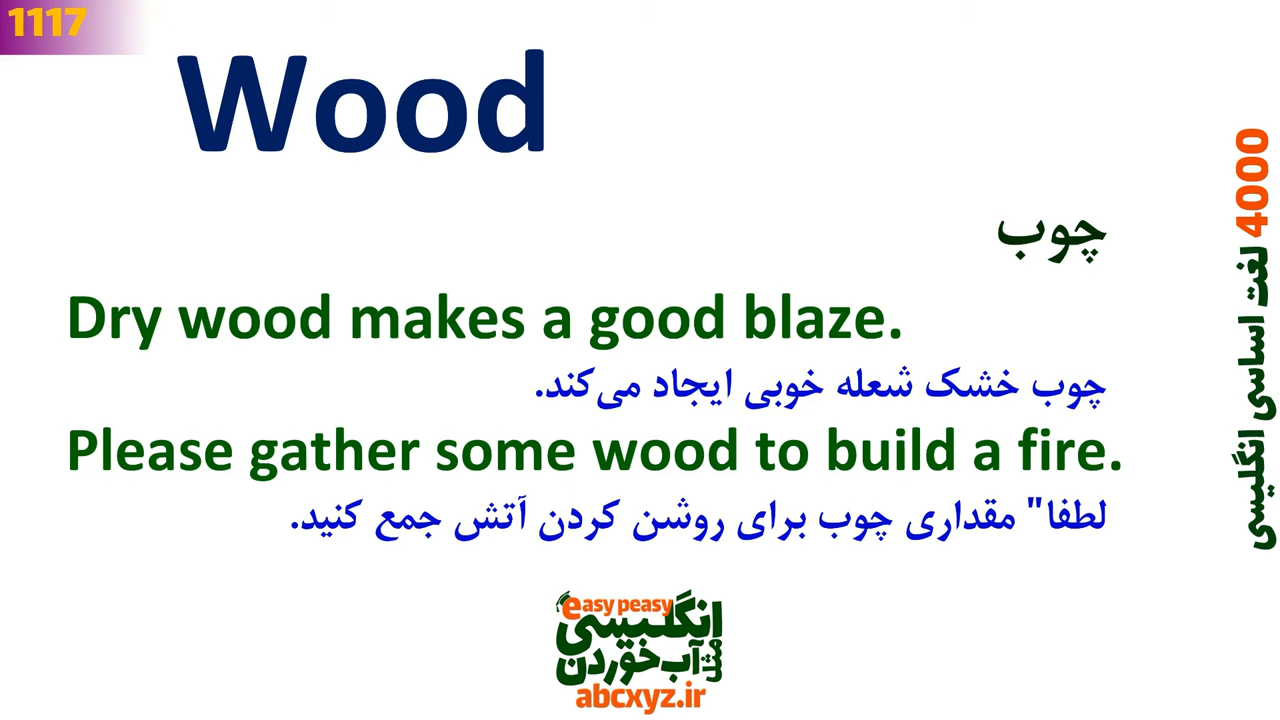 1117
Wood
چوب
Dry wood makes a good blaze.
چوب خشک شعله خوبی ایجاد می‌کند.
Please gather some wood to build a fire.
لطفا" مقداری چوب برای روشن کردن آتش جمع کنید.
4000 لغت اساسی انگلیسی
easy peasy
انگلیسی
مثل آب خوردن
abcxyz.ir